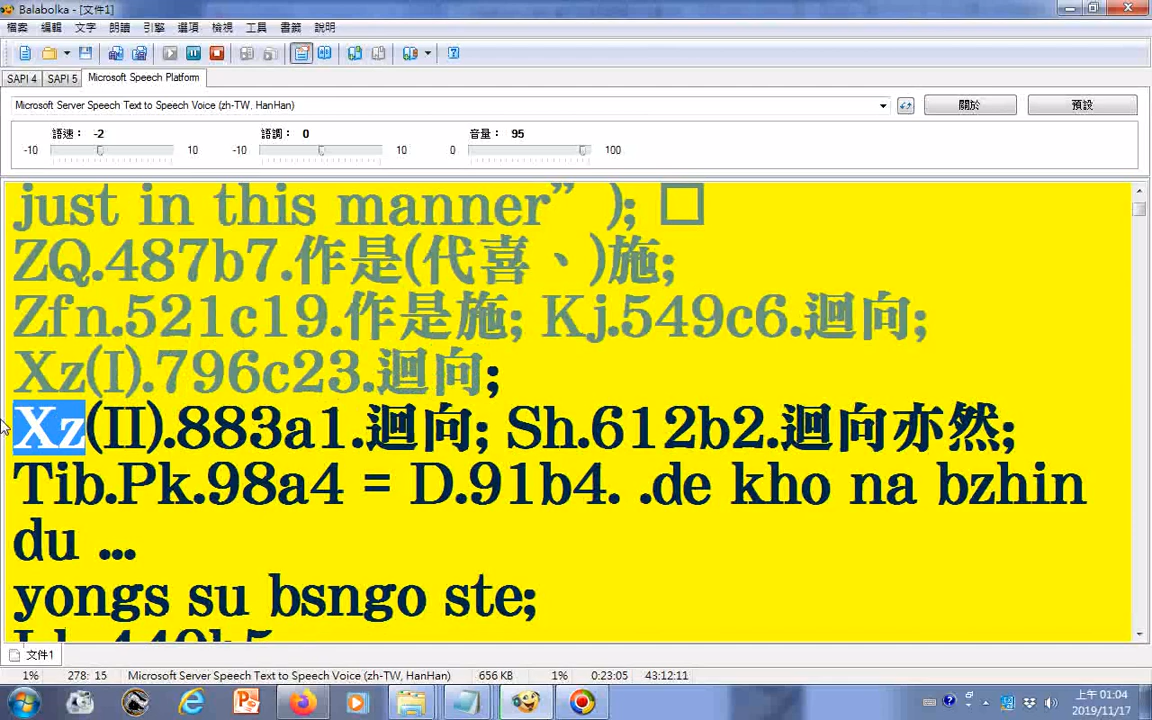 Balabolka - [文件1]
檔案 編輯 文字 朗讀 引擎 選項 檢視 工具 書籤 說明
SAPI 4 SAPI 5 Microsoft Speech Platform
Microsoft Server Speech Text to Speech Voice (zh-TW, HanHan) 關於 預設
語速： -2 語調： 0 音量： 95
-10 10 -10 10 0 100
just in this manner” ); □
ZQ.487b7.作是(代喜、)施;
Zfn.521c19.作是施; Kj.549c6.迴向;
Xz(I).796c23.迴向;
Xz(II).883a1.迴向; Sh.612b2.迴向亦然;
Tib.Pk.98a4 = D.91b4. .de kho na bzhin
du ...
yongs su bsngo ste;
文件1
1% 278: 15 Microsoft Server Speech Text to Speech Voice (zh-TW, HanHan) 656 KB 1% 0:23:05 43:12:11
上午 01:04
2019/11/17